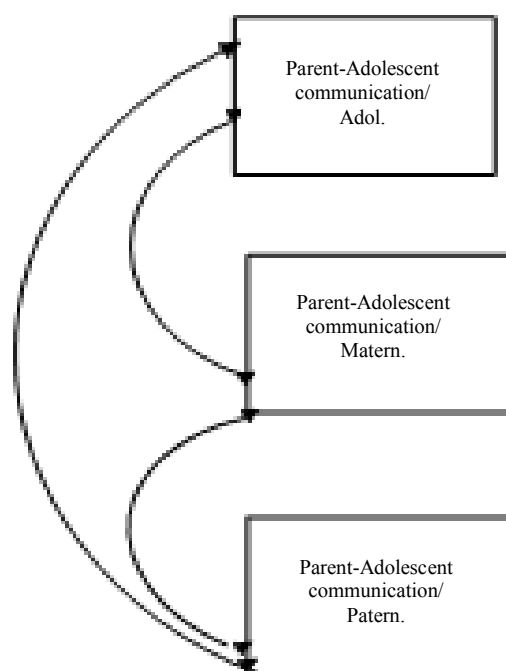 Parent-Adolescent
communication/
Adol.
Parent-Adolescent
communication/
Matern.
Parent-Adolescent
communication/
Patern.